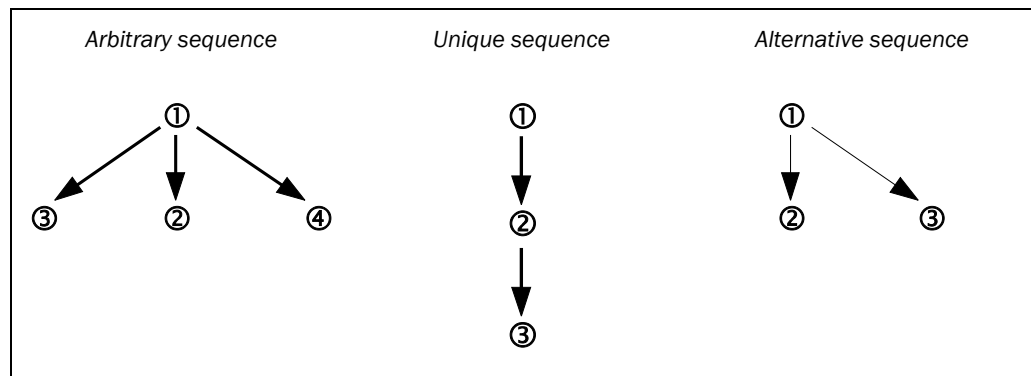 Arbitrary sequence Unique sequence Alternative sequence
① ① ①
③ ② ④ ② ② ③
③